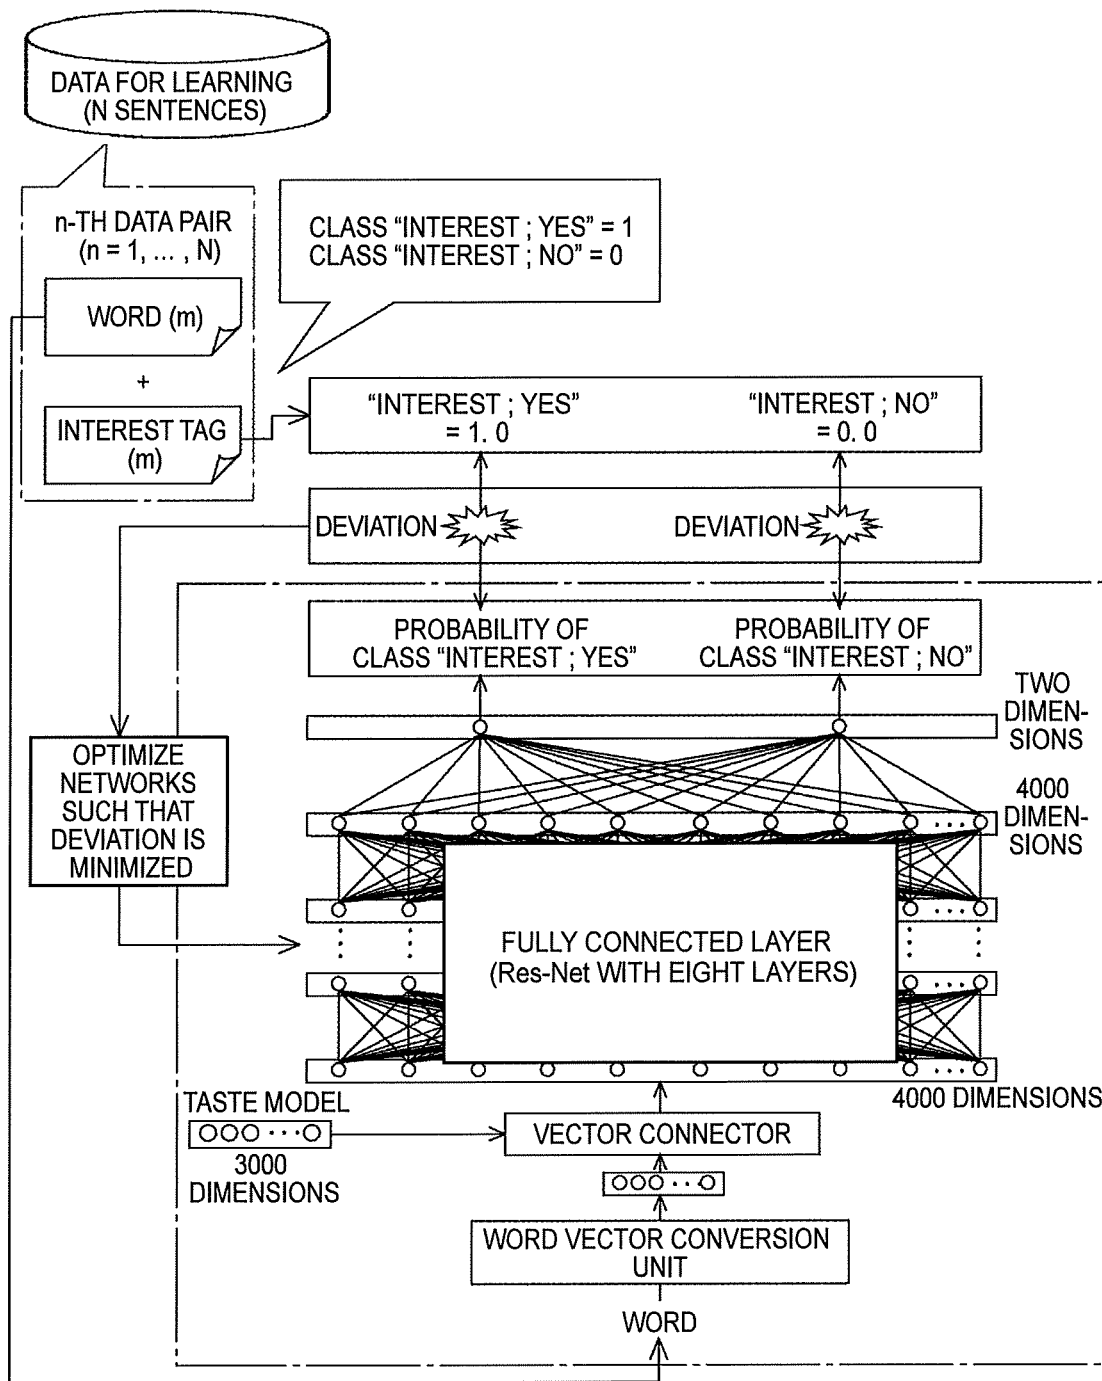 DATA FOR LEARNING
(N SENTENCES)
n-TH DATA PAIR
(n = 1, ... , N)
WORD (m)
+
INTEREST TAG
(m)
CLASS “INTEREST ; YES” = 1
CLASS “INTEREST ; NO” = 0
“INTEREST ; YES”
= 1. 0
“INTEREST ; NO”
= 0. 0
DEVIATION
DEVIATION
PROBABILITY OF
CLASS “INTEREST ; YES”
PROBABILITY OF
CLASS “INTEREST ; NO”
TWO
DIMEN-
SIONS
OPTIMIZE
NETWORKS
SUCH THAT
DEVIATION IS
MINIMIZED
4000
DIMEN-
SIONS
FULLY CONNECTED LAYER
(Res-Net WITH EIGHT LAYERS)
4000 DIMENSIONS
TASTE MODEL
3000
DIMENSIONS
VECTOR CONNECTOR
WORD VECTOR CONVERSION
UNIT
WORD